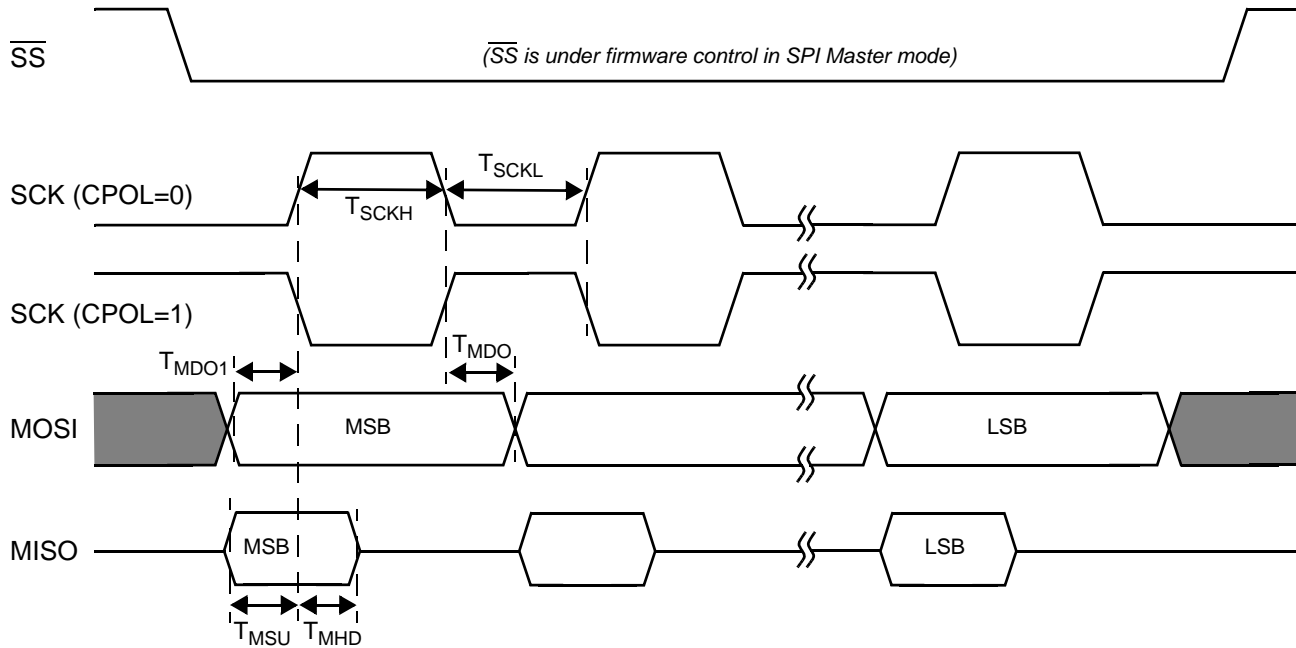 SS
(SS is under firmware control in SPI Master mode)
SCK (CPOL=0)
TSCKH
TSCKL
SCK (CPOL=1)
TMDO1
TMDO
MOSI
MSB
LSB
MISO
MSB
LSB
TMSU
TMHD